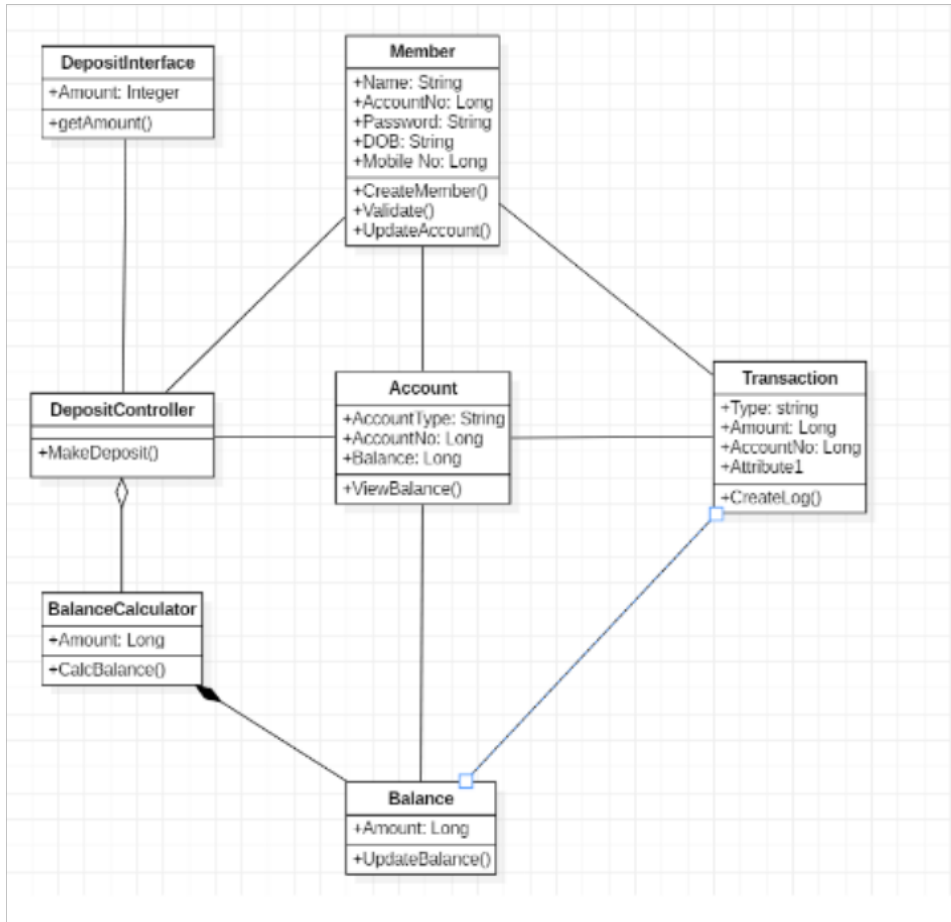 DepositInterface
+Amount: Integer
+getAmount()
Member
+Name: String
+AccountNo: Long
+Password: String
+DOB: String
+Mobile No: Long
+CreateMember()
+Validate()
+UpdateAccount()
DepositController
+MakeDeposit()
Account
+AccountType: String
+AccountNo: Long
+Balance: Long
+ViewBalance()
Transaction
+Type: string
+Amount: Long
+AccountNo: Long
+Attribute1
+CreateLog()
BalanceCalculator
+Amount: Long
+CalcBalance()
Balance
+Amount: Long
+UpdateBalance()